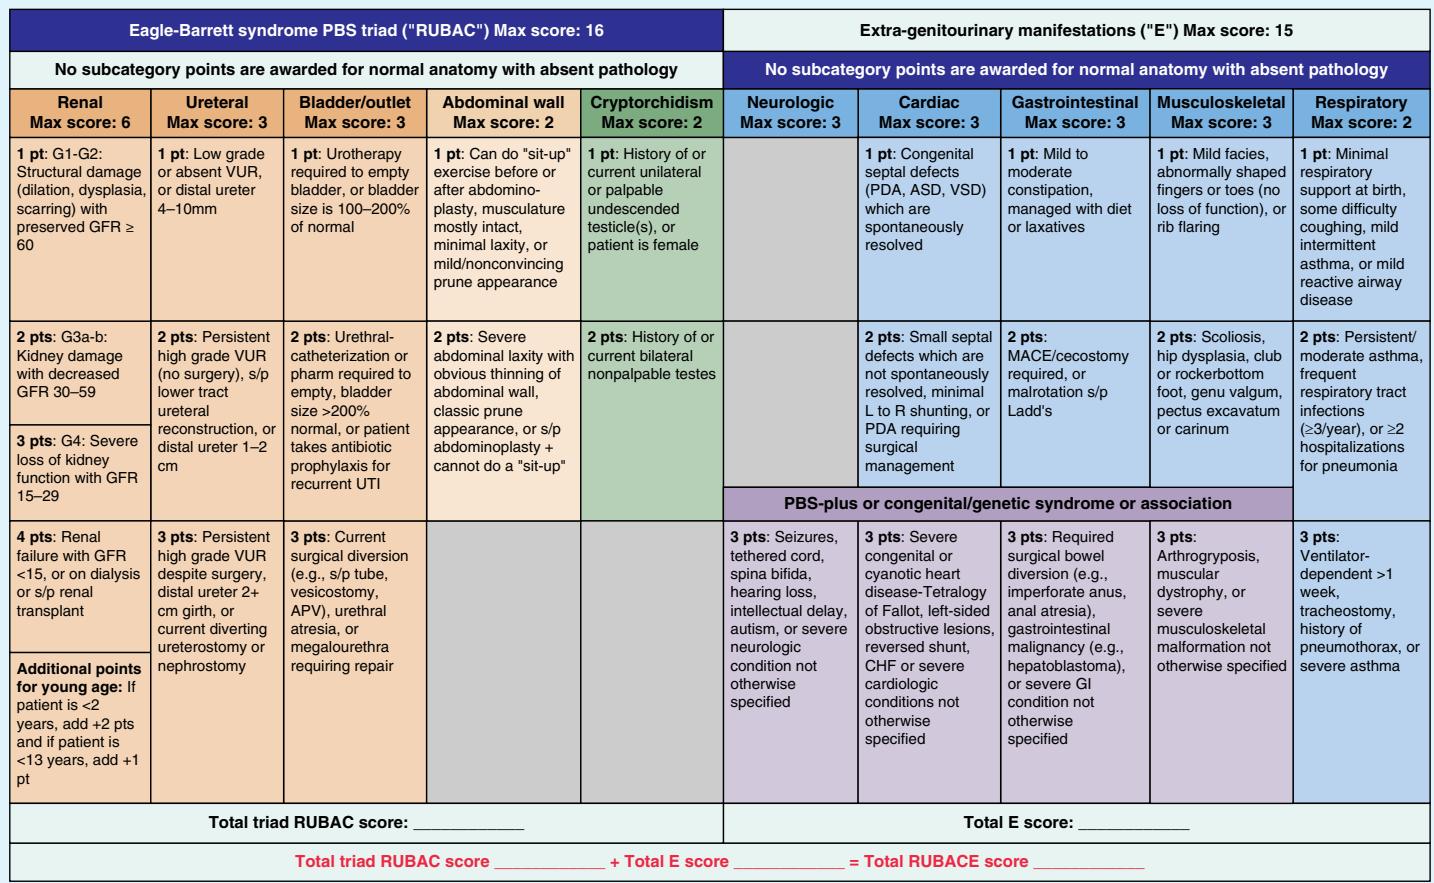 Eagle-Barrett syndrome PBS triad ("RUBAC") Max score: 16
Extra-genitourinary manifestations ("E") Max score: 15
No subcategory points are awarded for normal anatomy with absent pathology
No subcategory points are awarded for normal anatomy with absent pathology
Renal
Max score: 6
Ureteral
Max score: 3
Bladder/outlet
Max score: 3
Abdominal wall
Max score: 2
Cryptorchidism
Max score: 2
Neurologic
Max score: 3
Cardiac
Max score: 3
Gastrointestinal
Max score: 3
Musculoskeletal
Max score: 3
Respiratory
Max score: 2
1 pt: G1-G2:
Structural damage
(dilation, dysplasia,
scarring) with
preserved GFR ≥
60
1 pt: Low grade
or absent VUR,
or distal ureter
4–10mm
1 pt: Urotherapy
required to empty
bladder, or bladder
size is 100–200%
of normal
1 pt: Can do "sit-up"
exercise before or
after abdomino-
plasty, musculature
mostly intact,
minimal laxity, or
mild/nonconvincing
prune appearance
1 pt: History of or
current unilateral
or palpable
undescended
testicle(s), or
patient is female
1 pt: Congenital
septal defects
(PDA, ASD, VSD)
which are
spontaneously
resolved
1 pt: Mild to
moderate
constipation,
managed with diet
or laxatives
1 pt: Mild facies,
abnormally shaped
fingers or toes (no
loss of function), or
rib flaring
1 pt: Minimal
respiratory
support at birth,
some difficulty
coughing, mild
intermittent
asthma, or mild
reactive airway
disease
2 pts: G3a-b:
Kidney damage
with decreased
GFR 30–59
3 pts: G4: Severe
loss of kidney
function with GFR
15–29
2 pts: Persistent
high grade VUR
(no surgery), s/p
lower tract
ureteral
reconstruction, or
distal ureter 1–2
cm
2 pts: Urethral-
catheterization or
pharm required to
empty, bladder
size >200%
normal, or patient
takes antibiotic
prophylaxis for
recurrent UTI
2 pts: Severe
abdominal laxity with
obvious thinning of
abdominal wall,
classic prune
appearance, or s/p
abdominoplasty +
cannot do a "sit-up"
2 pts: History of or
current bilateral
nonpalpable testes
2 pts: Small septal
defects which are
not spontaneously
resolved, minimal
L to R shunting, or
PDA requiring
surgical
management
2 pts:
MACE/cecostomy
required, or
malrotation s/p
Ladd's
2 pts: Scoliosis,
hip dysplasia, club
or rockerbottom
foot, genu valgum,
pectus excavatum
or carinum
2 pts: Persistent/
moderate asthma,
frequent
respiratory tract
infections
(≥3/year), or ≥2
hospitalizations
for pneumonia
PBS-plus or congenital/genetic syndrome or association
4 pts: Renal
failure with GFR
<15, or on dialysis
or s/p renal
transplant
Additional points
for young age: If
patient is <2
years, add +2 pts
and if patient is
<13 years, add +1
pt
3 pts: Persistent
high grade VUR
despite surgery,
distal ureter 2+
cm girth, or
current diverting
ureterostomy or
nephrostomy
3 pts: Current
surgical diversion
(e.g., s/p tube,
vesicostomy,
APV), urethral
atresia, or
megalourethra
requiring repair
3 pts: Seizures,
tethered cord,
spina bifida,
hearing loss,
intellectual delay,
autism, or severe
neurologic
condition not
otherwise
specified
3 pts: Severe
congenital or
cyanotic heart
disease-Tetralogy
of Fallot, left-sided
obstructive lesions,
reversed shunt,
CHF or severe
cardiologic
conditions not
otherwise
specified
3 pts: Required
surgical bowel
diversion (e.g.,
imperforate anus,
anal atresia),
gastrointestinal
malignancy (e.g.,
hepatoblastoma),
or severe GI
condition not
otherwise
specified
3 pts:
Arthrogryposis,
muscular
dystrophy, or
severe
musculoskeletal
malformation not
otherwise specified
3 pts:
Ventilator-
dependent >1
week,
tracheostomy,
history of
pneumothorax, or
severe asthma
Total triad RUBAC score: ____________
Total E score: ____________
Total triad RUBAC score ____________ + Total E score ____________ = Total RUBACE score ____________